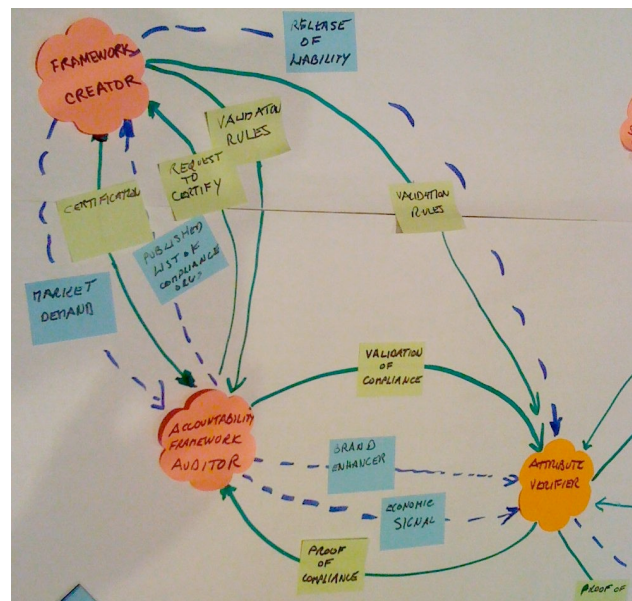 RELEASE
OF
LIABILITY
FRAMEWORK
CREATOR
VALIDATON
RULES
REQUEST
TO
CERTIFY
CERTIFICATION
VALIDATION
RULES
PUBLISHED
LIST OF
COMPLIANCE
MARKET
DEMAND
VALIDATION
OF
COMPLIANCE
ACCOUNTABILITY
FRAMEWORK
AUDITOR
BRAND
ENHANCER
ATTRIBUTE
VERIFIER
ECONOMIC
SIGNAL
PROOF
OF
COMPLIANCE
PROOF OF